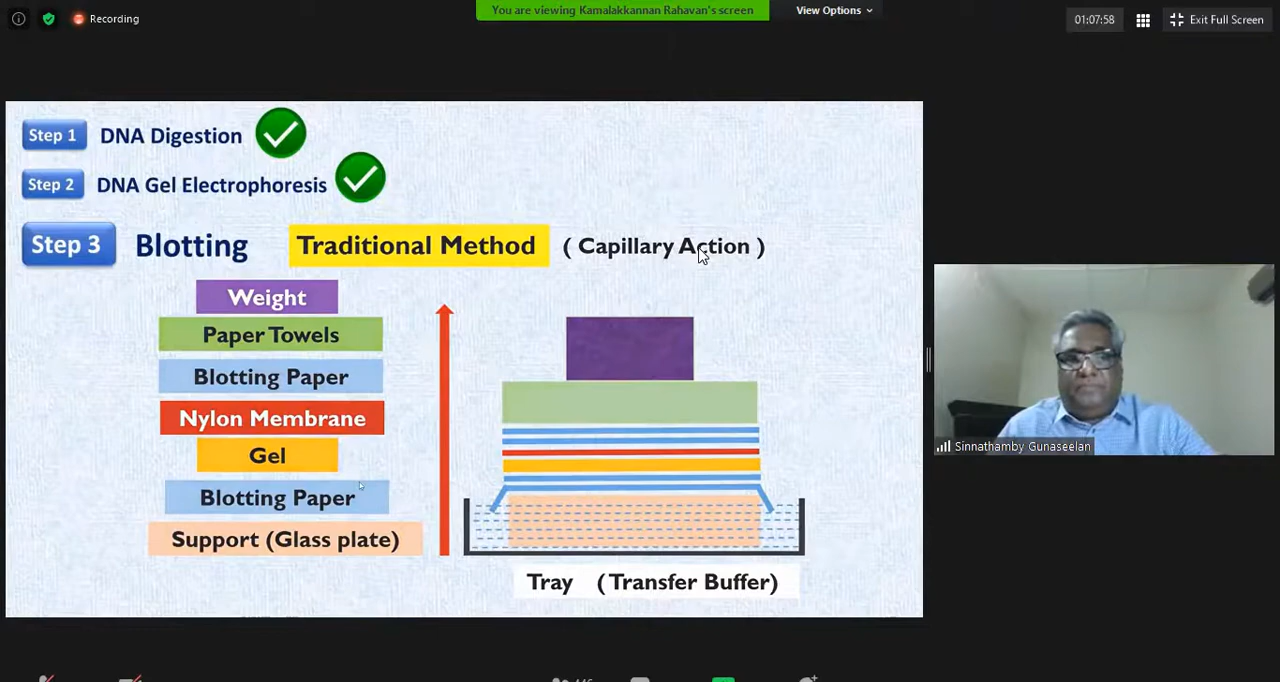 Recording
You are viewing Kamalakkannan Rahavan's screen
View Options
01:07:58
Exit Full Screen
Step 1 DNA Digestion
Step 2 DNA Gel Electrophoresis
Step 3 Blotting Traditional Method ( Capillary Action )
Weight
Paper Towels
Blotting Paper
Nylon Membrane
Gel
Blotting Paper
Support (Glass plate)
Tray (Transfer Buffer)
Sinnathamby Gunaseelan